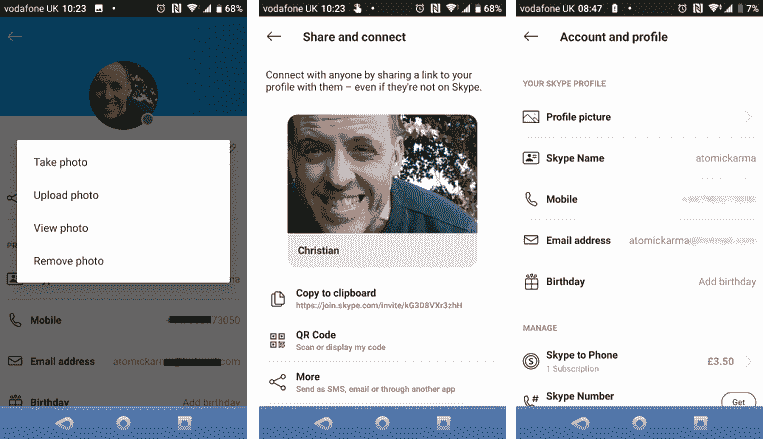 vodafone UK 10:23 68%
Take photo
Upload photo
View photo
Remove photo
Mobile 73050
Email address atomickarma .com
Birthday Add birthday
vodafone UK 10:23 68%
Share and connect
Connect with anyone by sharing a link to your
profile with them – even if they're not on Skype.
Christian
Copy to clipboard
https://join.skype.com/invite/kG3D8VXr3zhH
QR Code
Scan or display my code
More
Send as SMS, email or through another app
vodafone UK 08:47 7%
Account and profile
YOUR SKYPE PROFILE
Profile picture
Skype Name atomickarma
Mobile
Email address atomickarma
Birthday Add birthday
MANAGE
Skype to Phone £3.50
1 Subscription
Skype Number Get